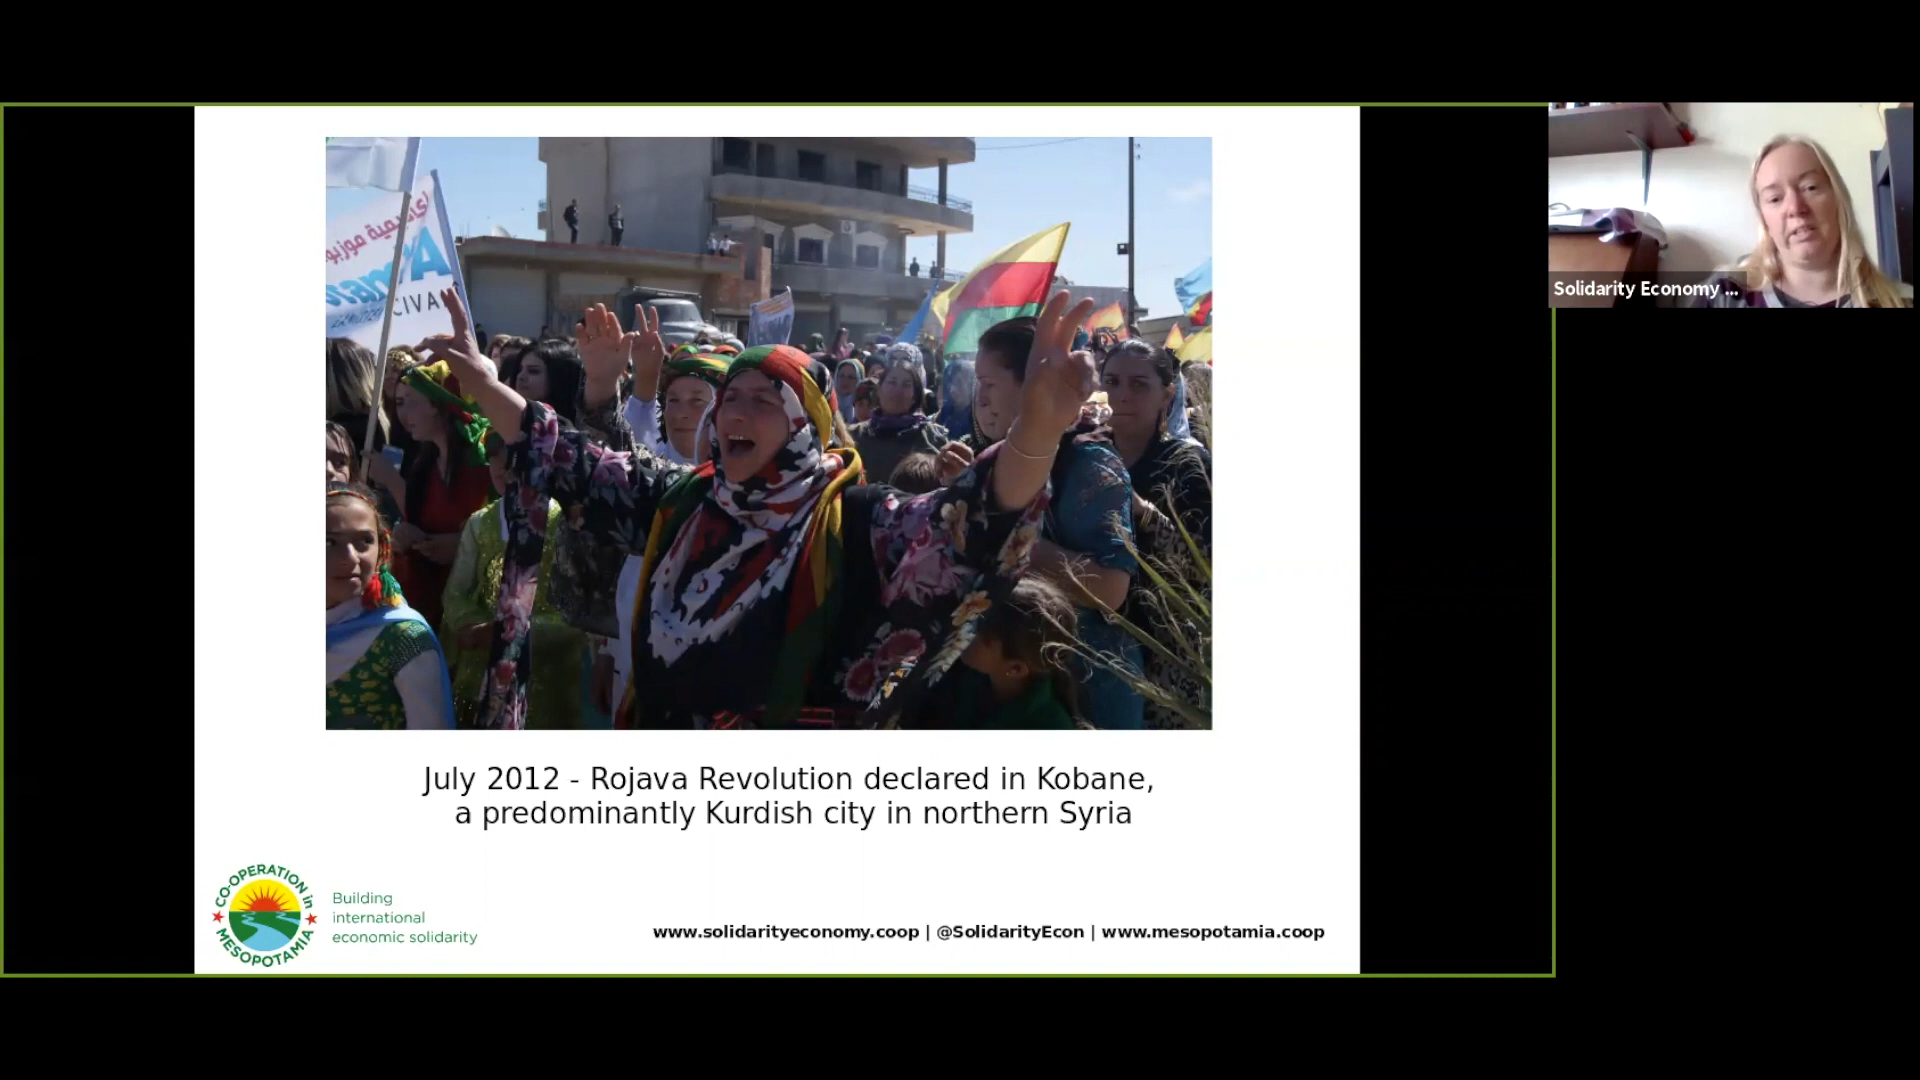 July 2012 - Rojava Revolution declared in Kobane,
a predominantly Kurdish city in northern Syria
CO-OPERATION in
MESOPOTAMIA
Building
international
economic solidarity
www.solidarityeconomy.coop | @SolidarityEcon | www.mesopotamia.coop
Solidarity Economy ...